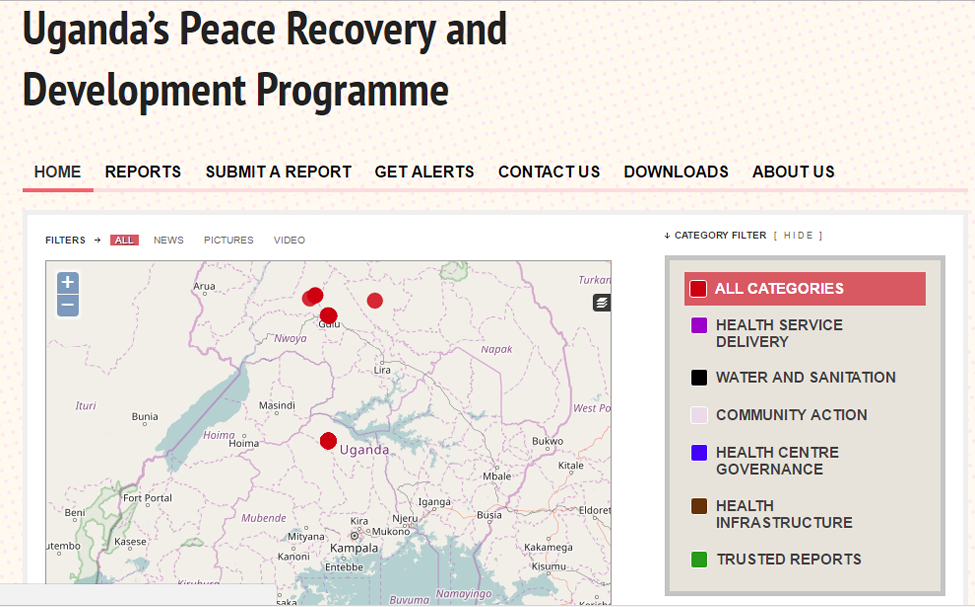 Uganda's Peace Recovery and
Development Programme
HOME REPORTS SUBMIT A REPORT GET ALERTS CONTACT US DOWNLOADS ABOUT US
FILTERS → ALL NEWS PICTURES VIDEO
+
−
Arua
Turkan
Gulu
Nwoya
Napak
Lira
Ituri
Bunia
Masindi
West Po
Hoima
Hoima
Uganda
Bukwo
Kitale
Mbale
Fort Portal
Beni
Mubende
Iganga
Eldoret
Kira
Njeru
Busia
Mityana
Mukono
utembo
Kasese
Kampala
Kakamega
Kanoni
Entebbe
Kisumu
Kiruhura
saka
Buvuma
Namayingo
Kericho
↓ CATEGORY FILTER [ HIDE ]
ALL CATEGORIES
HEALTH SERVICE
DELIVERY
WATER AND SANITATION
COMMUNITY ACTION
HEALTH CENTRE
GOVERNANCE
HEALTH
INFRASTRUCTURE
TRUSTED REPORTS